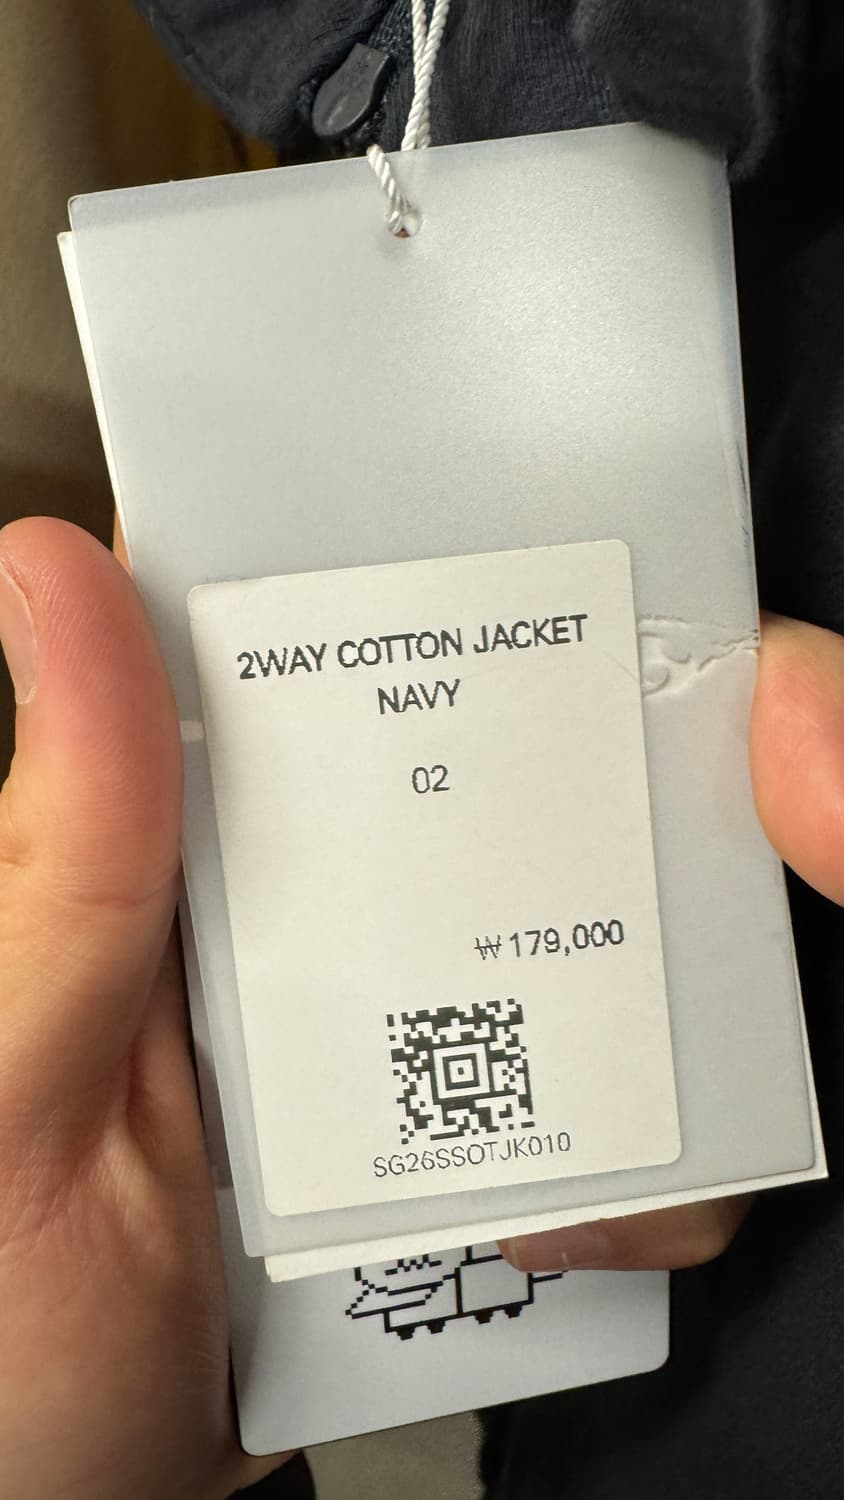 2WAY COTTON JACKET
NAVY
02
₩179,000
SG26SSOTJK010